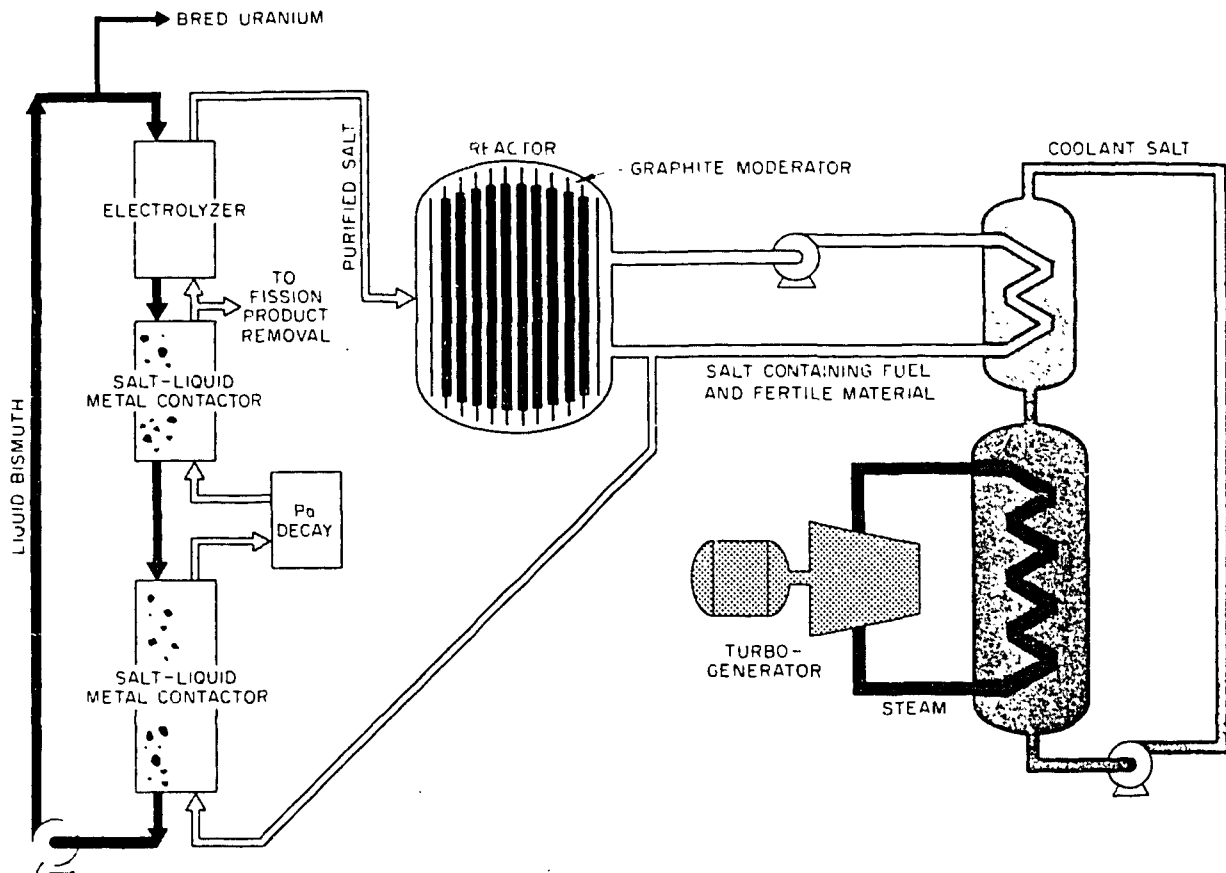 BRED URANIUM
ELECTROLYZER
TO
FISSION
PRODUCT
REMOVAL
SALT-LIQUID
METAL CONTACTOR
LIQUID BISMUTH
Pa
DECAY
SALT-LIQUID
METAL CONTACTOR
PURIFIED SALT
REACTOR
GRAPHITE MODERATOR
COOLANT SALT
SALT CONTAINING FUEL
AND FERTILE MATERIAL
TURBO-
GENERATOR
STEAM